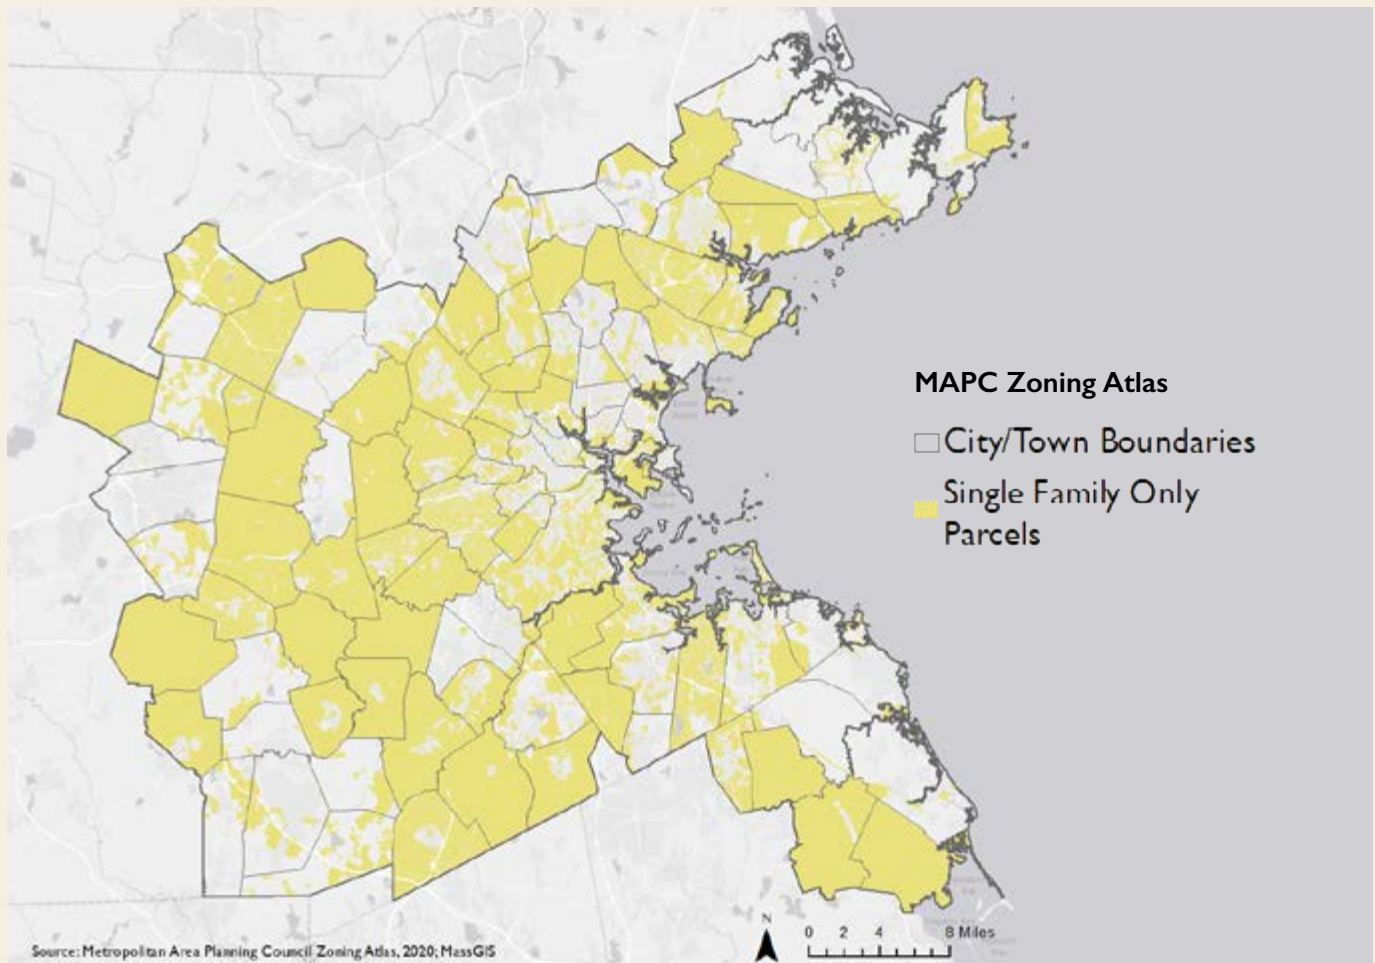 MAPC Zoning Atlas
City/Town Boundaries
Single Family Only
Parcels
N
0 2 4 8 Miles
Source: Metropolitan Area Planning Council Zoning Atlas, 2020; MassGIS